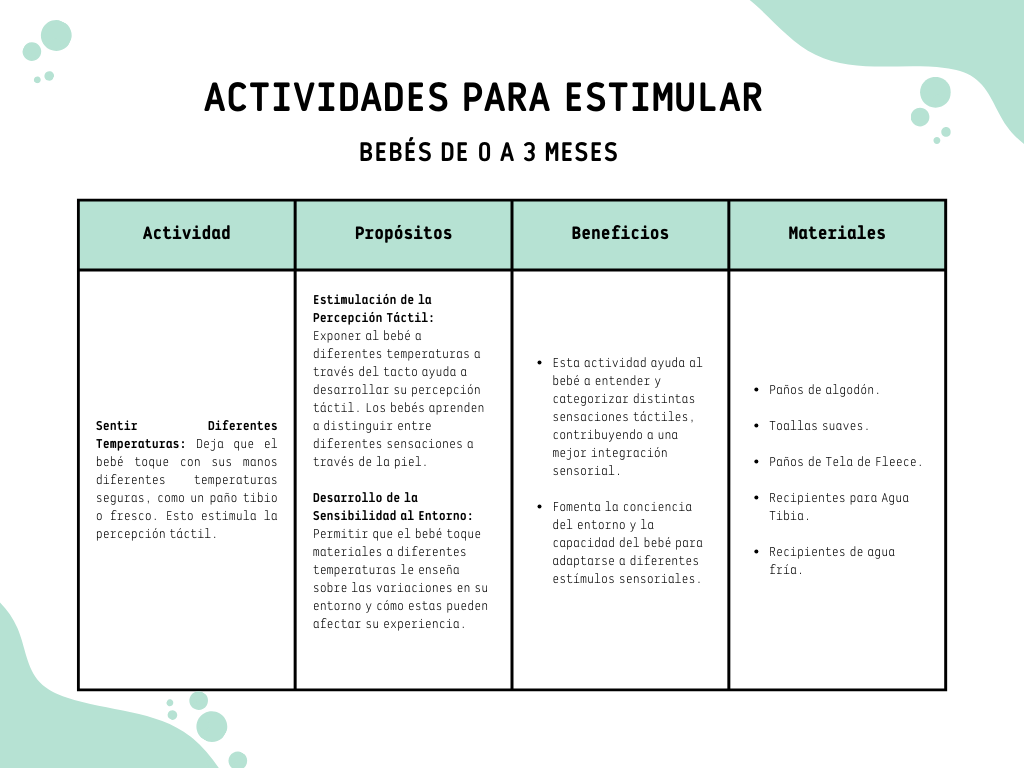 ACTIVIDADES PARA ESTIMULAR
BEBÉS DE 0 A 3 MESES
Actividad
Propósitos
Beneficios
Materiales
Sentir Diferentes
Temperaturas: Deja que el
bebé toque con sus manos
diferentes temperaturas
seguras, como un paño tibio
o fresco. Esto estimula la
percepción táctil.
Estimulación de la
Percepción Táctil:
Exponer al bebé a
diferentes temperaturas a
través del tacto ayuda a
desarrollar su percepción
táctil. Los bebés aprenden
a distinguir entre
diferentes sensaciones a
través de la piel.
Desarrollo de la
Sensibilidad al Entorno:
Permitir que el bebé toque
materiales a diferentes
temperaturas le enseña
sobre las variaciones en su
entorno y cómo estas pueden
afectar su experiencia.
• Esta actividad ayuda al
bebé a entender y
categorizar distintas
sensaciones táctiles,
contribuyendo a una
mejor integración
sensorial.
• Fomenta la conciencia
del entorno y la
capacidad del bebé para
adaptarse a diferentes
estímulos sensoriales.
• Paños de algodón.
• Toallas suaves.
• Paños de Tela de Fleece.
• Recipientes para Agua
Tibia.
• Recipientes de agua
fría.